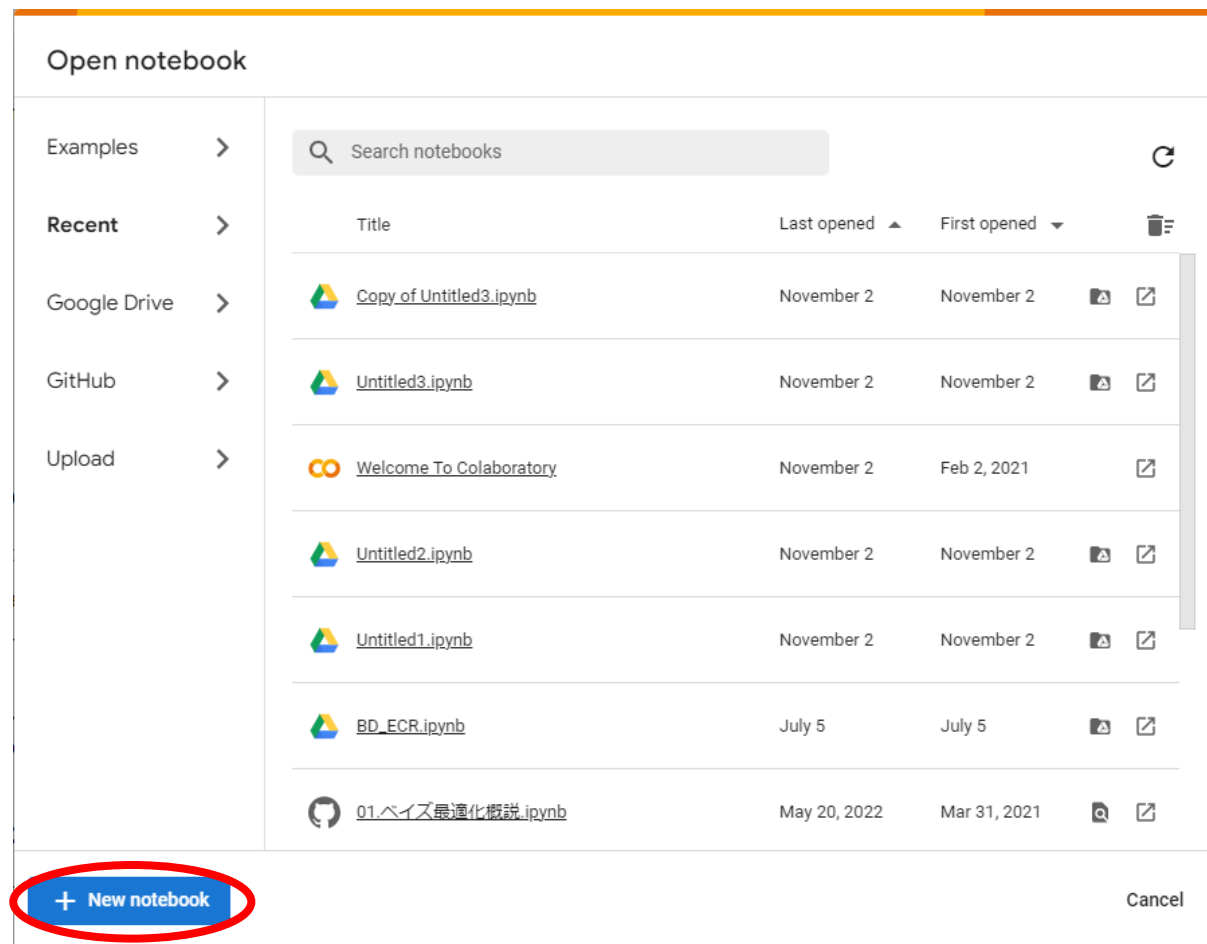 Open notebook
Examples
Recent
Google Drive
GitHub
Upload
Search notebooks
Title Last opened First opened
Copy of Untitled3.ipynb November 2 November 2
Untitled3.ipynb November 2 November 2
Welcome To Colaboratory November 2 Feb 2, 2021
Untitled2.ipynb November 2 November 2
Untitled1.ipynb November 2 November 2
BD_ECR.ipynb July 5 July 5
01.ベイズ最適化概説.ipynb May 20, 2022 Mar 31, 2021
+ New notebook Cancel